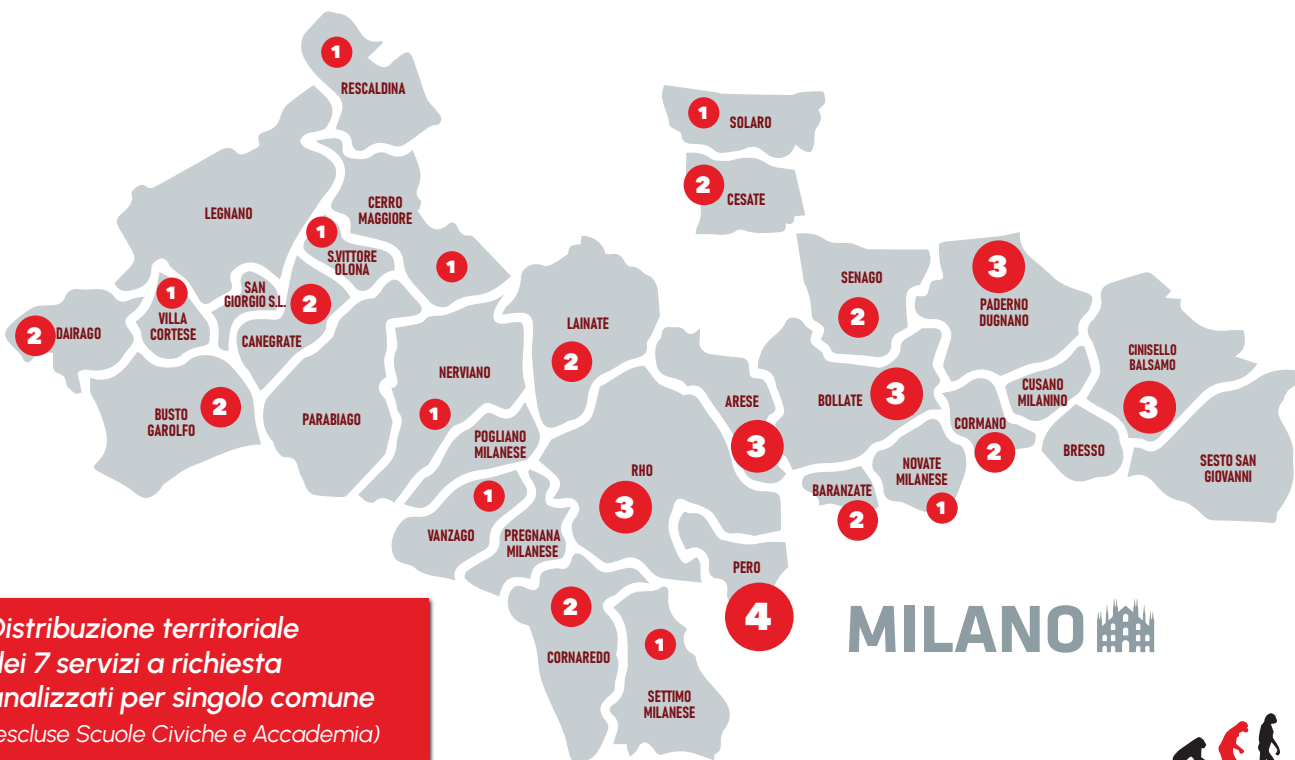 1
RESCALDINA
1
SOLARO
2
CESATE
LEGNANO
CERRO
MAGGIORE
1
1
S.VITTORE
OLONA
SAN
GIORGIO S.L.
2
CANEGRATE
1
VILLA
CORTESE
2
DAIRAGO
BUSTO
GAROLFO
2
PARABIAGO
NERVIANO
1
LAINATE
2
POGLIANO
MILANESE
SENAGO
2
3
PADERNO
DUGNANO
CINISELLO
BALSAMO
3
ARESE
3
BOLLATE
3
CUSANO
MILANINO
CORMANO
2
BRESSO
SESTO SAN
GIOVANNI
NOVATE
MILANESE
1
BARANZATE
2
RHO
3
1
VANZAGO
PREGNANA
MILANESE
PERO
4
2
CORNAREDO
1
SETTIMO
MILANESE
MILANO
7 servizi a richiesta
per singolo comune
territoriale
escluse Scuole Civiche e Accademia)